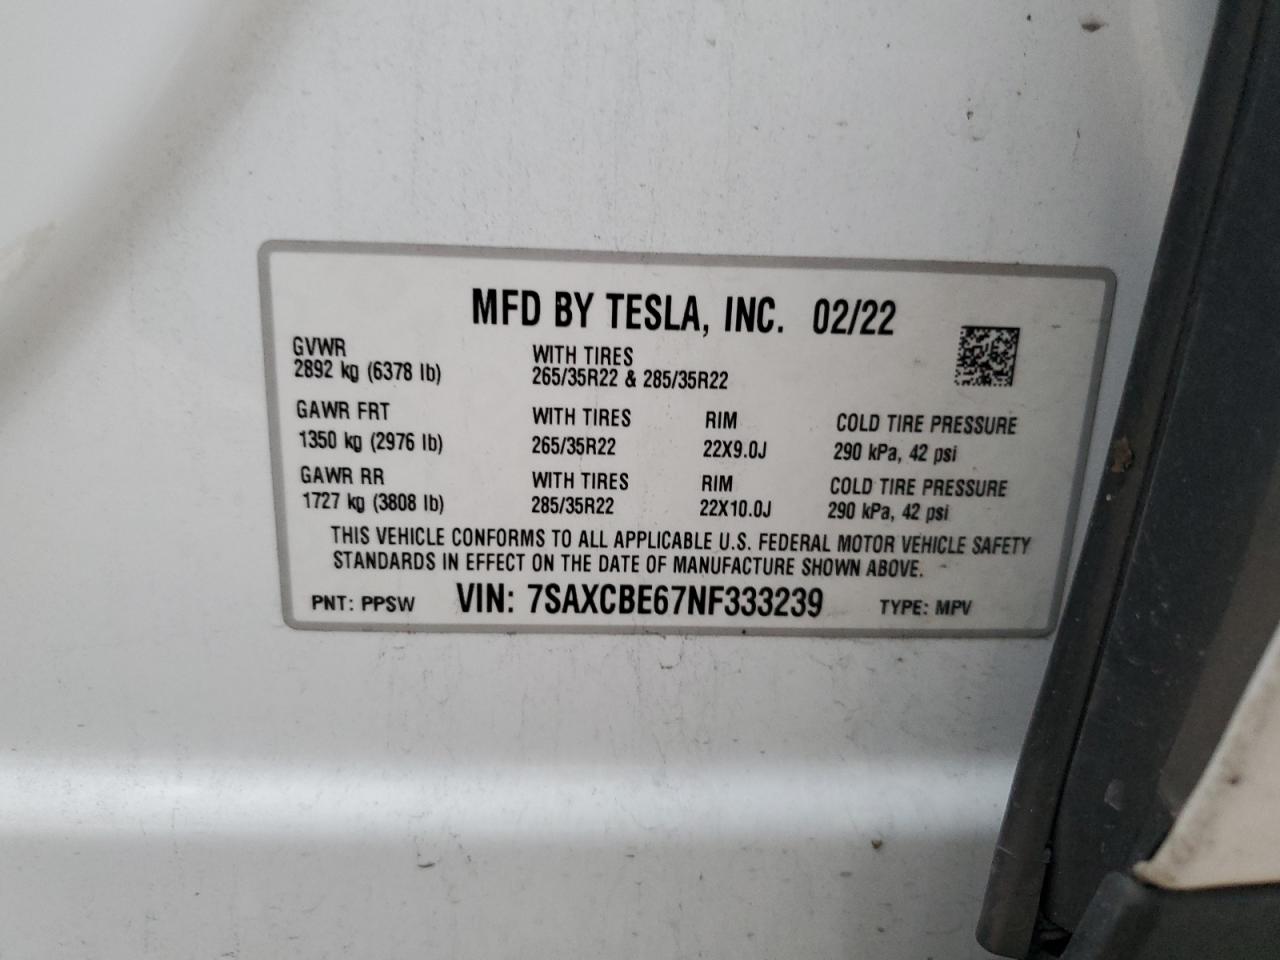 MFD BY TESLA, INC. 02/22
GVWR
2892 kg (6378 lb)
WITH TIRES
265/35R22 & 285/35R22
GAWR FRT
1350 kg (2976 lb)
WITH TIRES
265/35R22
RIM
22X9.0J
COLD TIRE PRESSURE
290 kPa, 42 psi
GAWR RR
1727 kg (3808 lb)
WITH TIRES
285/35R22
RIM
22X10.0J
COLD TIRE PRESSURE
290 kPa, 42 psi
THIS VEHICLE CONFORMS TO ALL APPLICABLE U.S. FEDERAL MOTOR VEHICLE SAFETY
STANDARDS IN EFFECT ON THE DATE OF MANUFACTURE SHOWN ABOVE.
PNT: PPSW VIN: 7SAXCBE67NF333239 TYPE: MPV